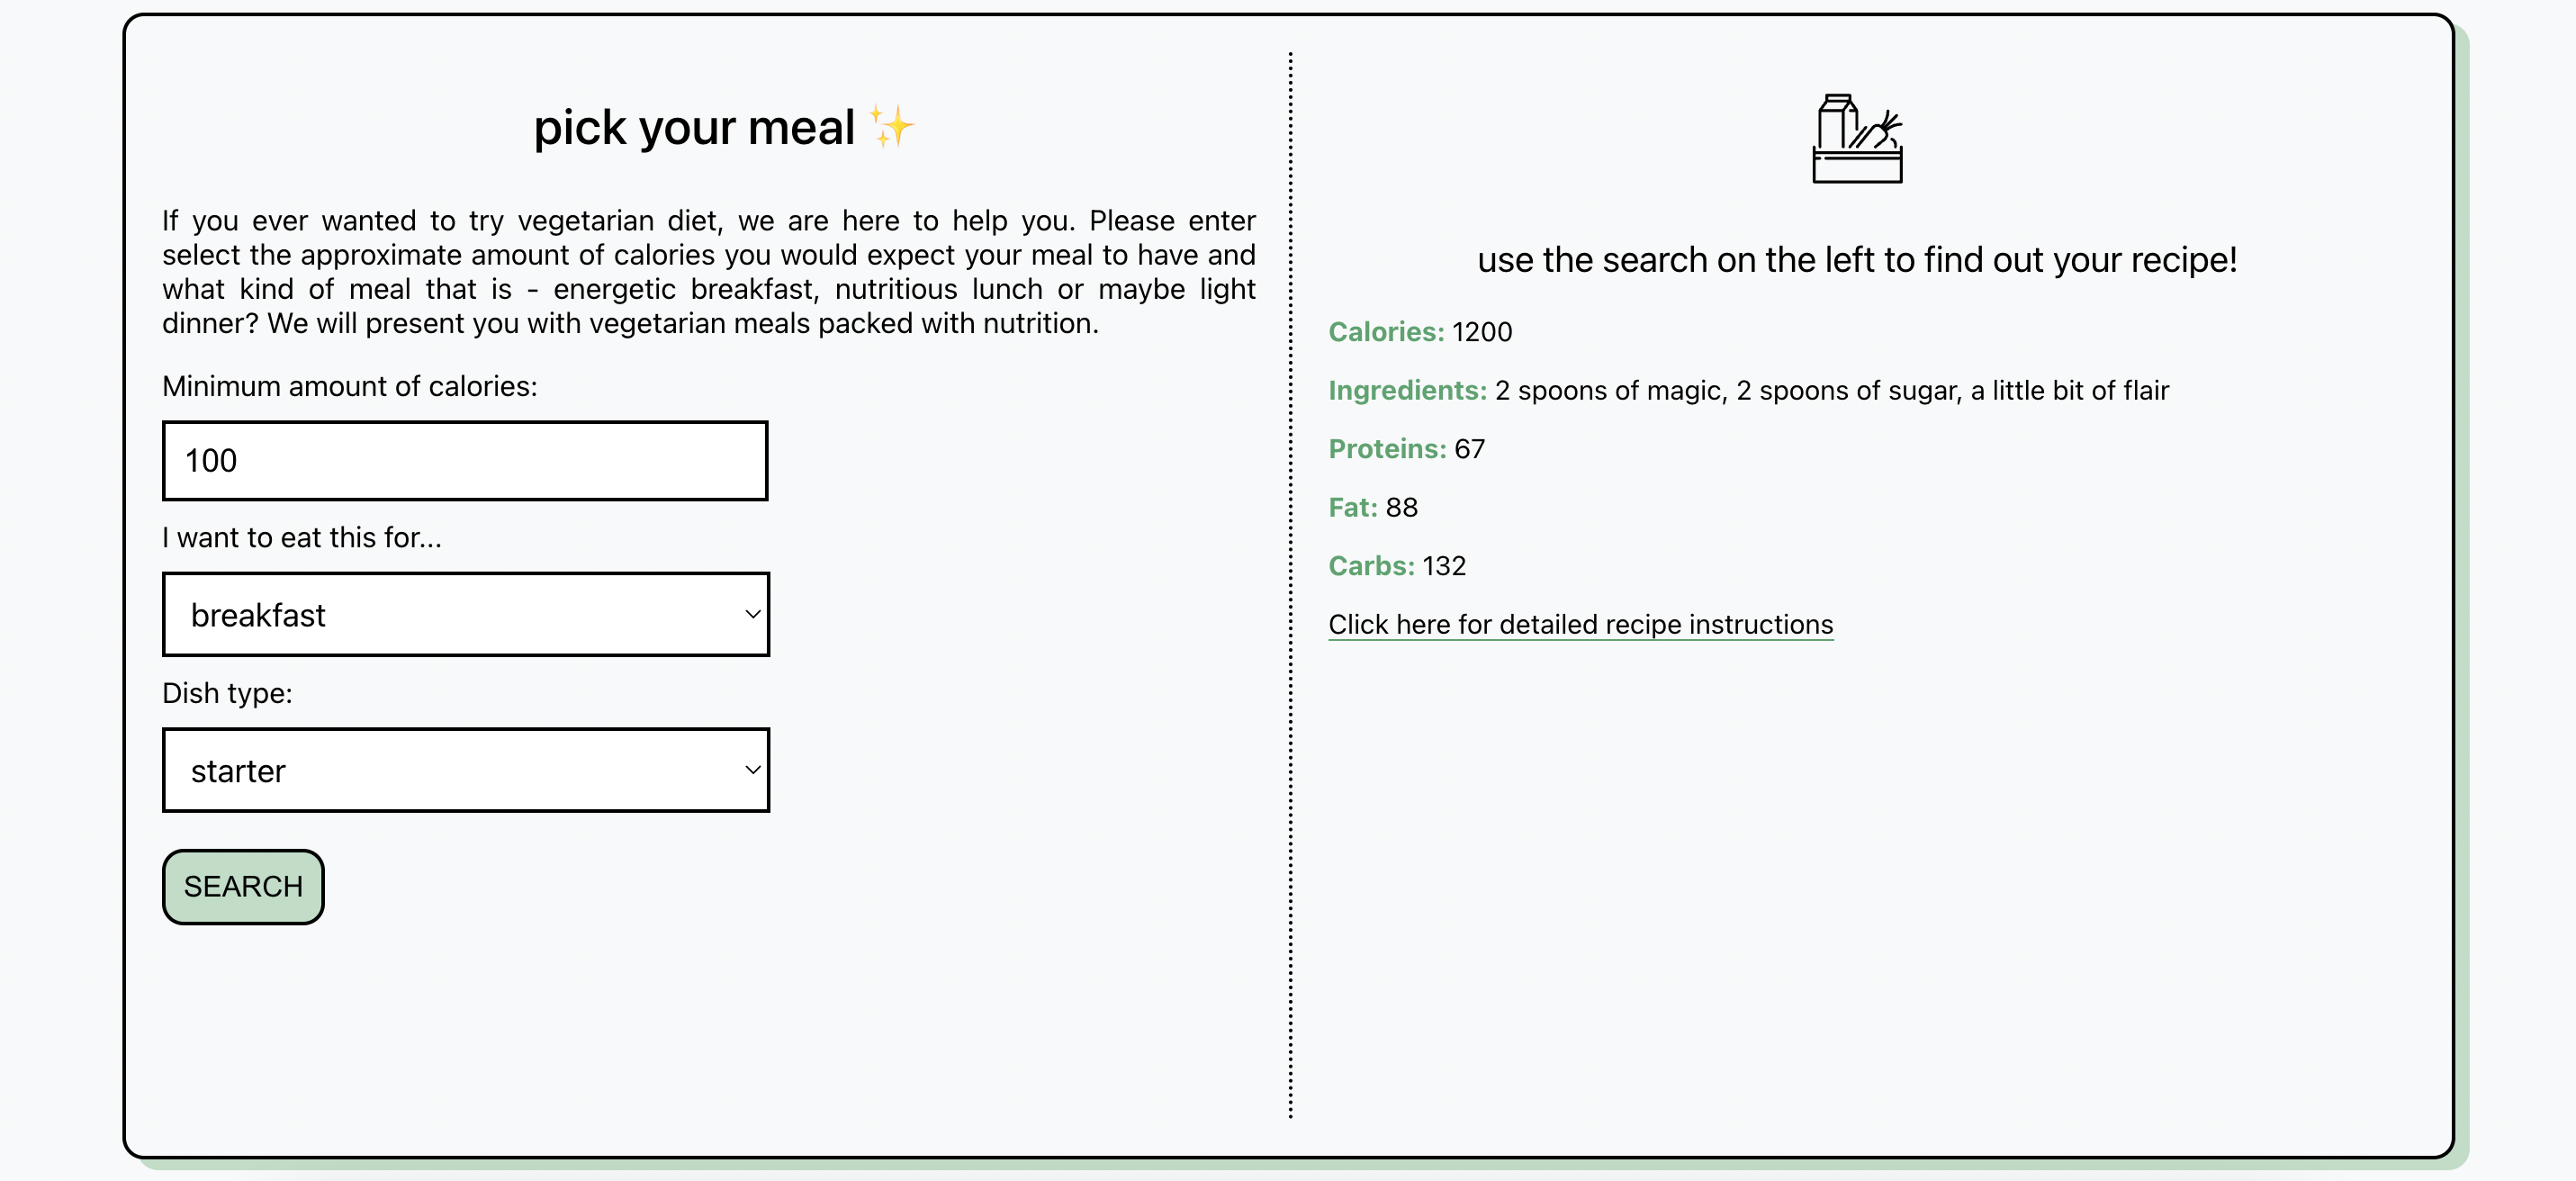 pick your meal ✨
If you ever wanted to try vegetarian diet, we are here to help you. Please enter
select the approximate amount of calories you would expect your meal to have and
what kind of meal that is - energetic breakfast, nutritious lunch or maybe light
dinner? We will present you with vegetarian meals packed with nutrition.
Minimum amount of calories:
100
I want to eat this for...
breakfast
Dish type:
starter
SEARCH
use the search on the left to find out your recipe!
Calories: 1200
Ingredients: 2 spoons of magic, 2 spoons of sugar, a little bit of flair
Proteins: 67
Fat: 88
Carbs: 132
Click here for detailed recipe instructions